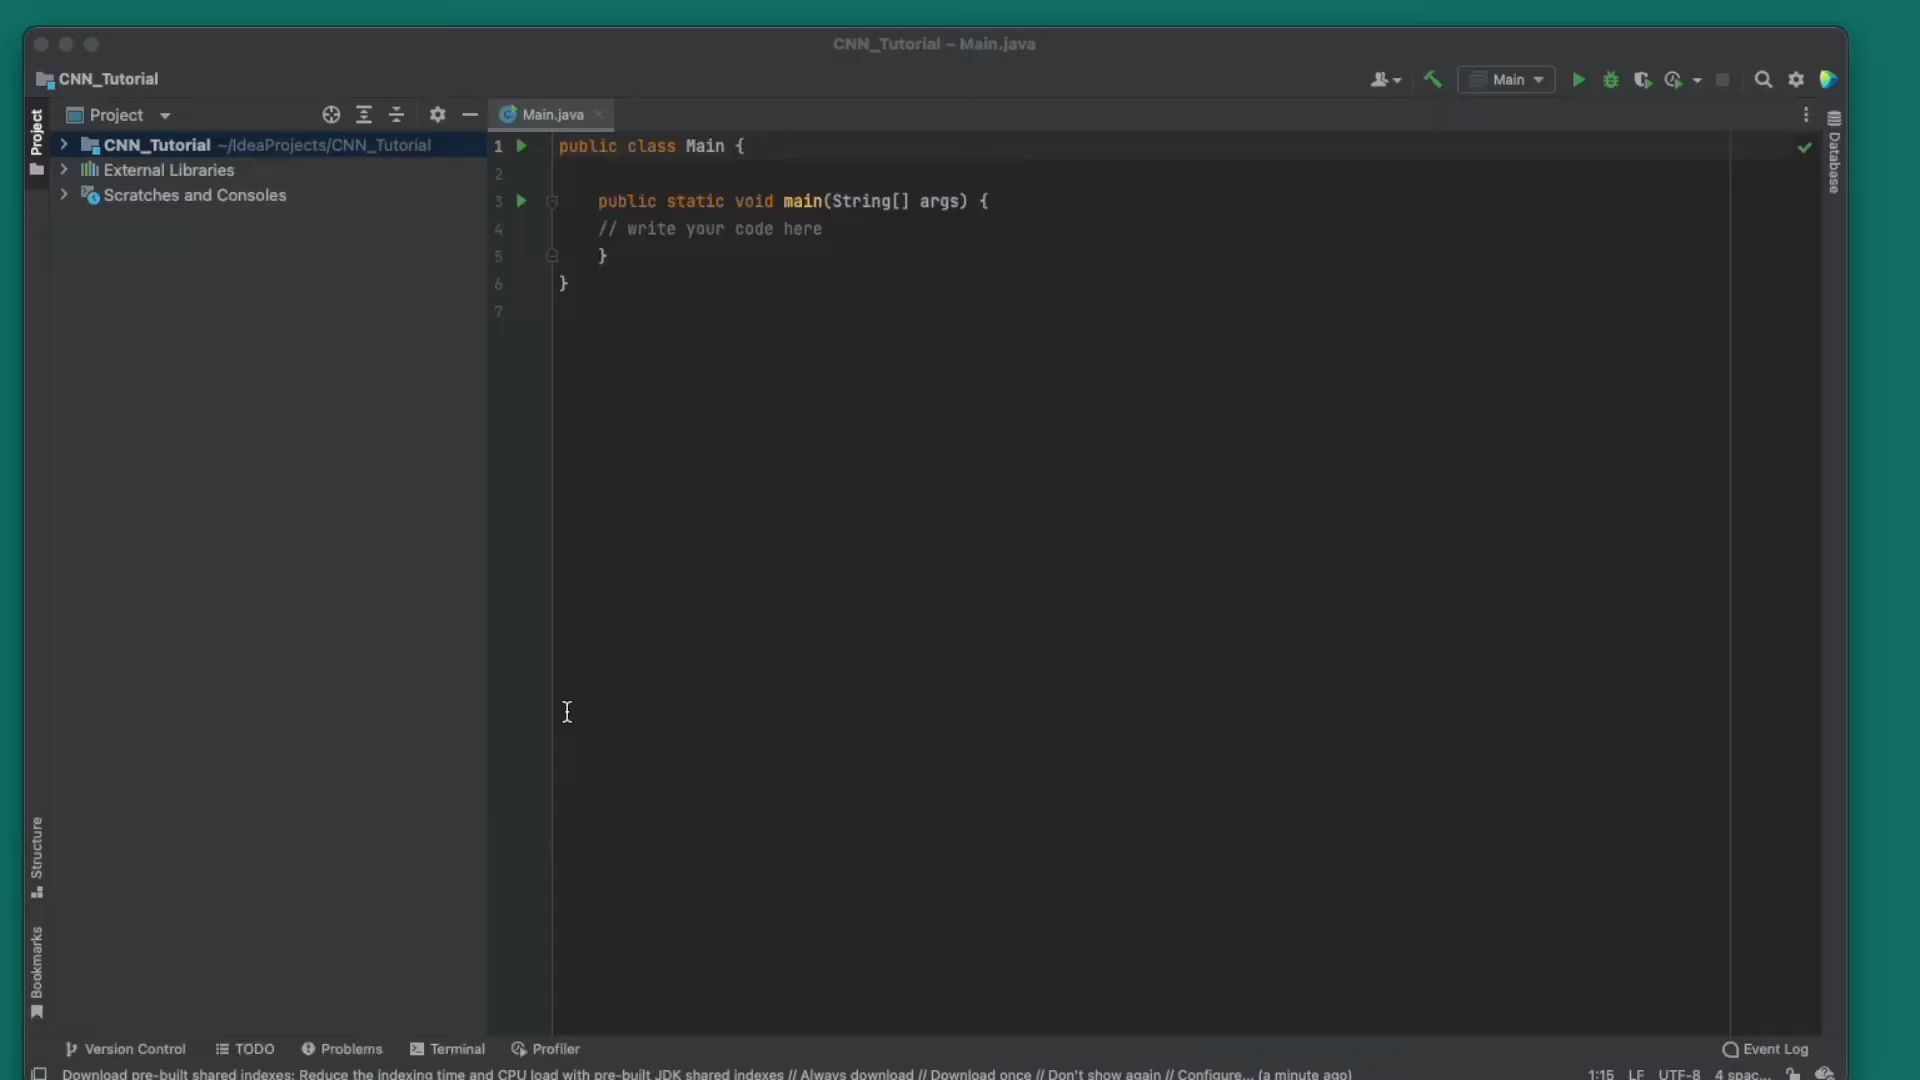 CNN_Tutorial – Main.java
CNN_Tutorial
Main
Project
Project
Main.java
CNN_Tutorial ~/IdeaProjects/CNN_Tutorial
External Libraries
Scratches and Consoles
1 public class Main {
2
3 public static void main(String[] args) {
4 // write your code here
5 }
6 }
7
Database
Structure
Bookmarks
Version Control TODO Problems Terminal Profiler Event Log
Download pre-built shared indexes: Reduce the indexing time and CPU load with pre-built JDK shared indexes // Always download // Download once // Don't show again // Configure... (a minute ago) 1:15 LF UTF-8 4 spac...